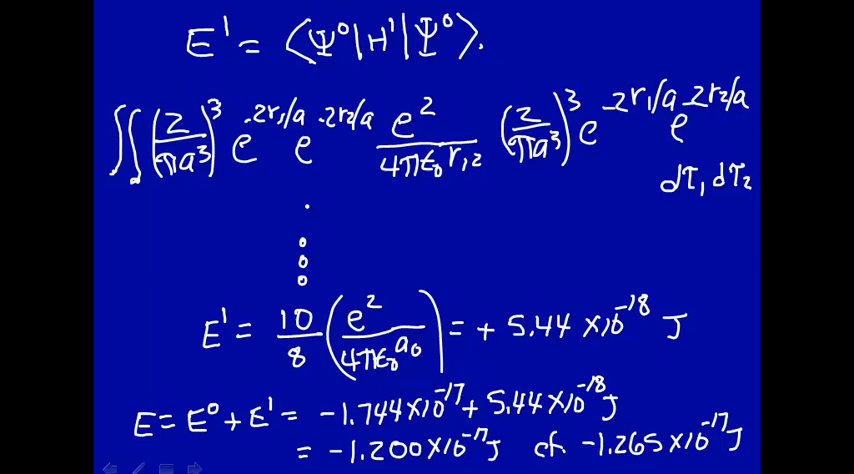 E¹ = ⟨Ψ⁰|H¹|Ψ⁰⟩.
∫∫ (2/πa³)³ e^-2r₁/a e^-2r₂/a e²/4πε₀r₁₂ (2/πa³)³ e^-2r₁/a e^-2r₂/a
dτ₁ dτ₂
E¹ = 10/8 (e²/4πε₀a₀) = + 5.44 × 10⁻¹⁸ J
E = E⁰ + E¹ = -1.744×10⁻¹⁷ + 5.44×10⁻¹⁸ J
= -1.200×10⁻¹⁷ J cf. -1.265×10⁻¹⁷ J